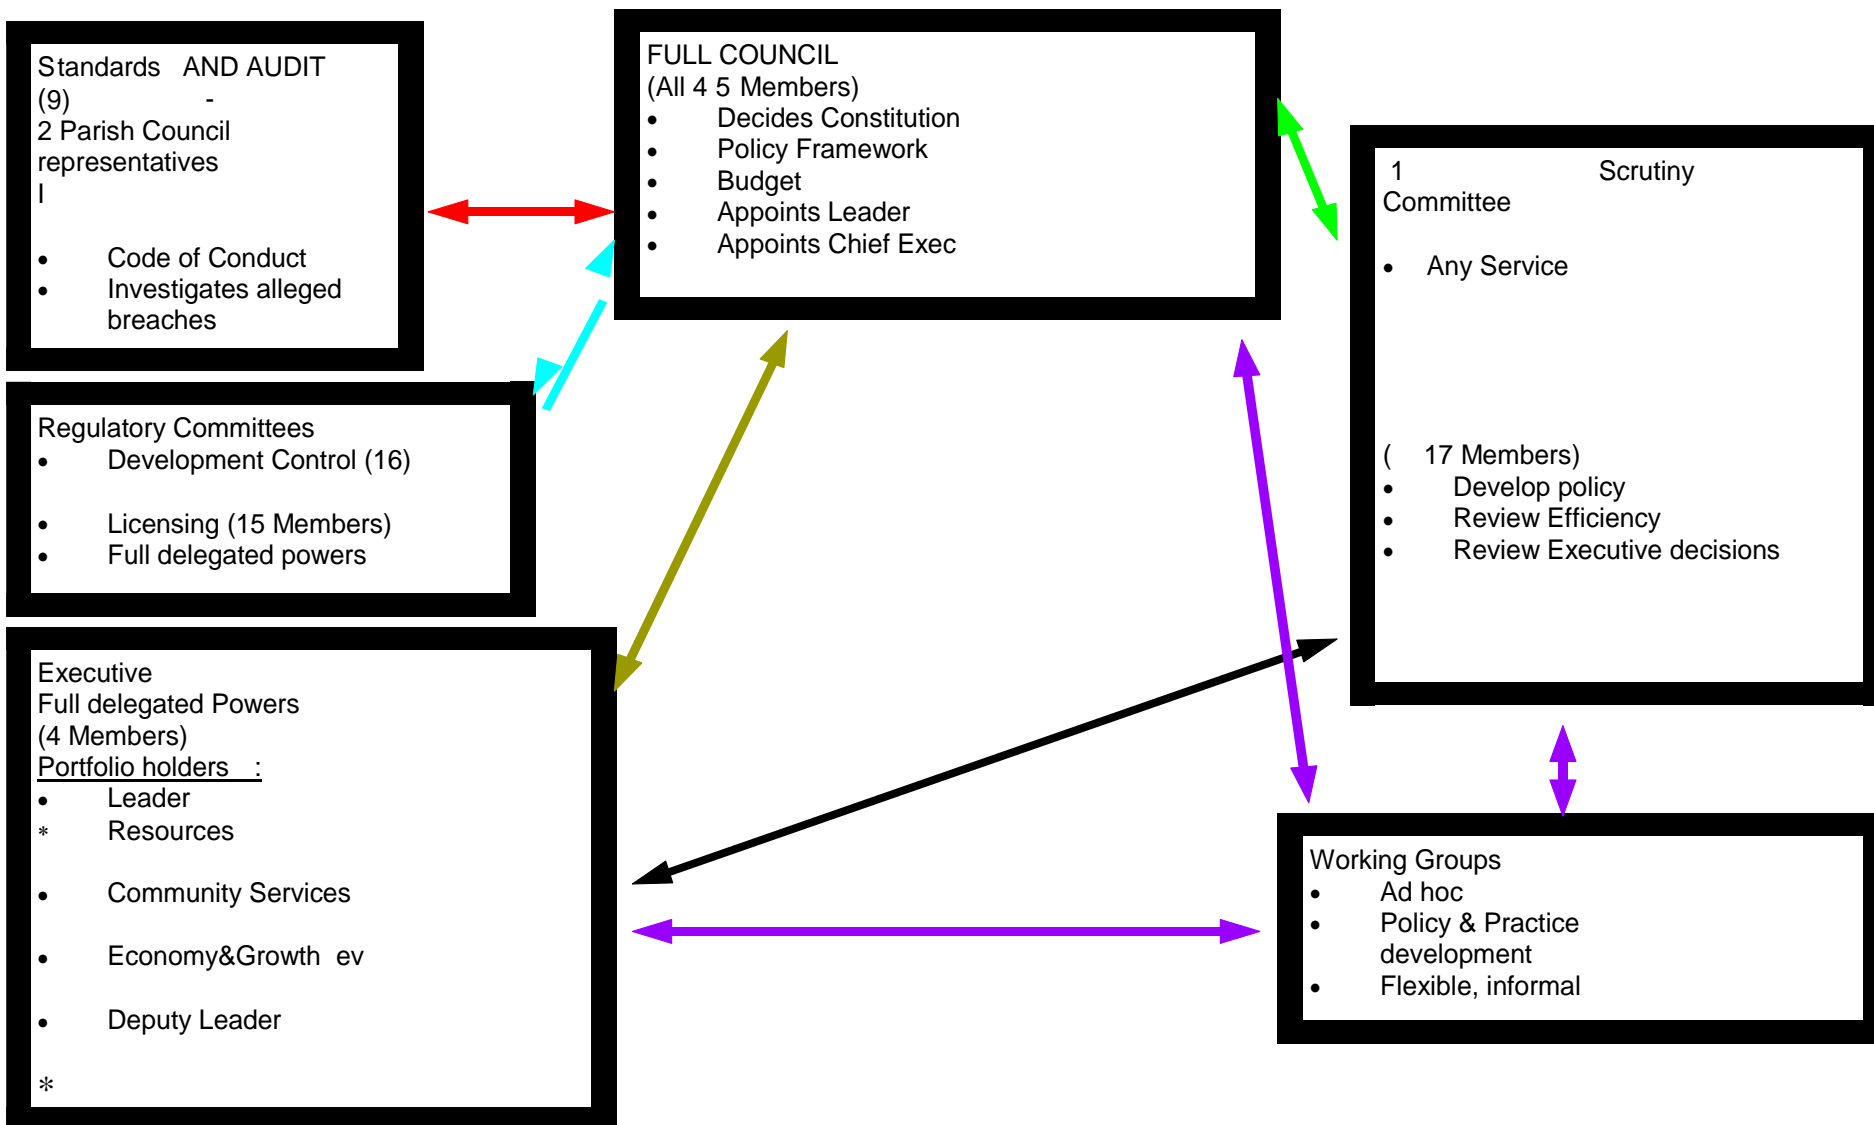 Standards AND AUDIT
(9) -
2 Parish Council
representatives
l
• Code of Conduct
• Investigates alleged
breaches
FULL COUNCIL
(All 4 5 Members)
• Decides Constitution
• Policy Framework
• Budget
• Appoints Leader
• Appoints Chief Exec
1 Scrutiny
Committee
• Any Service
( 17 Members)
• Develop policy
• Review Efficiency
• Review Executive decisions
Regulatory Committees
• Development Control (16)
• Licensing (15 Members)
• Full delegated powers
Executive
Full delegated Powers
(4 Members)
Portfolio holders :
• Leader
* Resources
• Community Services
• Economy&Growth ev
• Deputy Leader
*
Working Groups
• Ad hoc
• Policy & Practice
development
• Flexible, informal